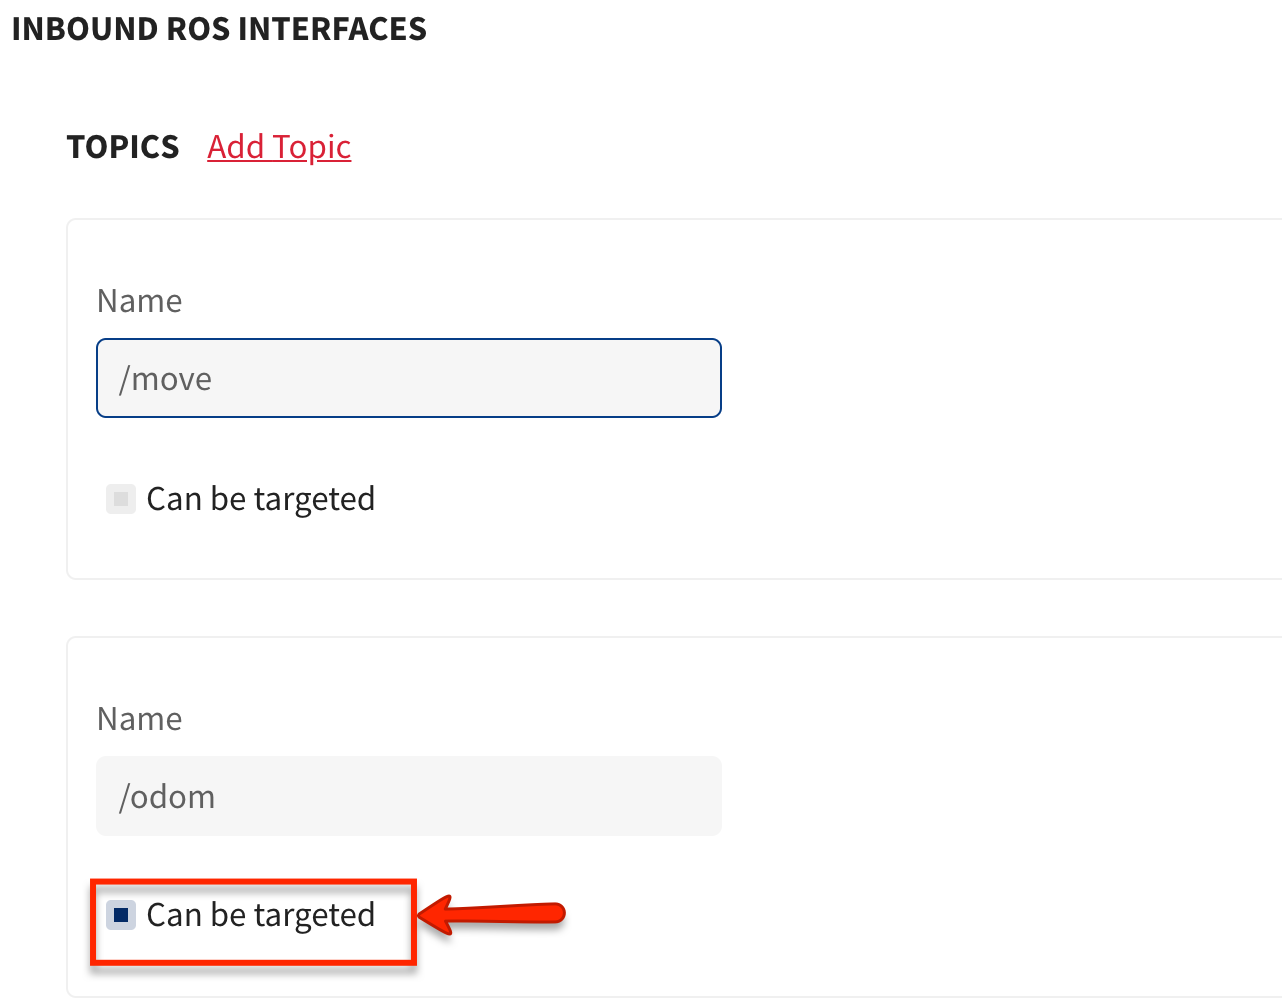 INBOUND ROS INTERFACES
TOPICS Add Topic
Name
/move
Can be targeted
Name
/odom
Can be targeted